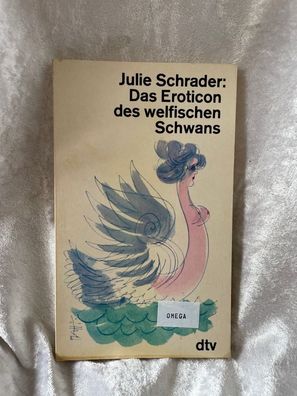 Julie Schrader:
Das Eroticon
des welfischen
Schwans
OMEGA
dtv